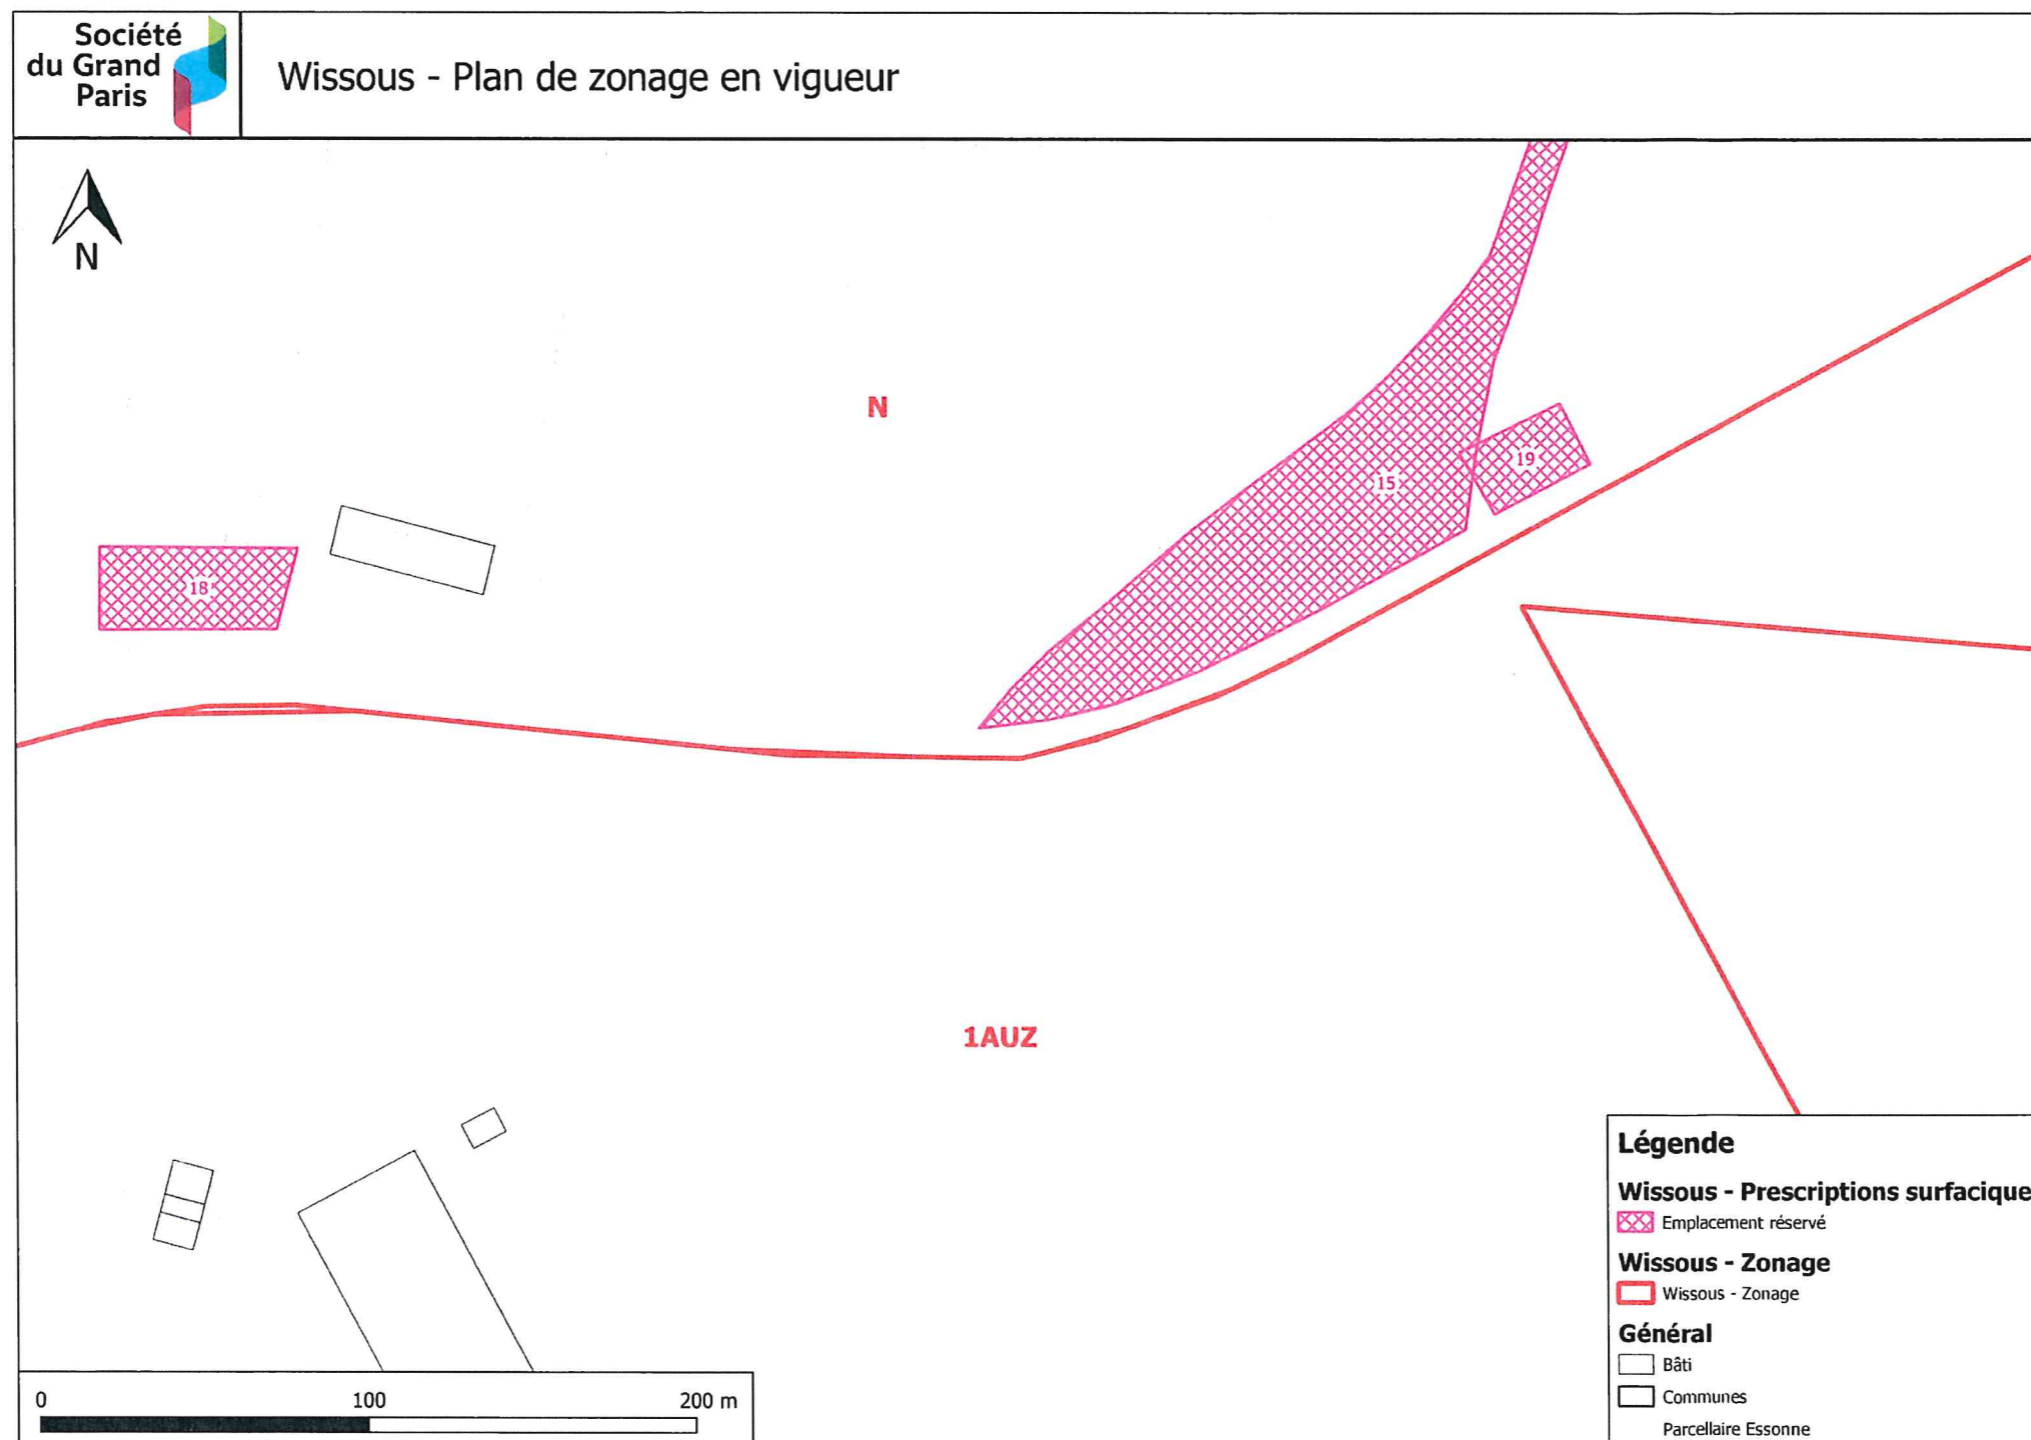 Société
du Grand
Paris
Wissous - Plan de zonage en vigueur
N
N
15
19
18
1AUZ
Légende
Wissous - Prescriptions surfacique
Emplacement réservé
Wissous - Zonage
Wissous - Zonage
Général
Bâti
Communes
Parcellaire Essonne
0 100 200 m